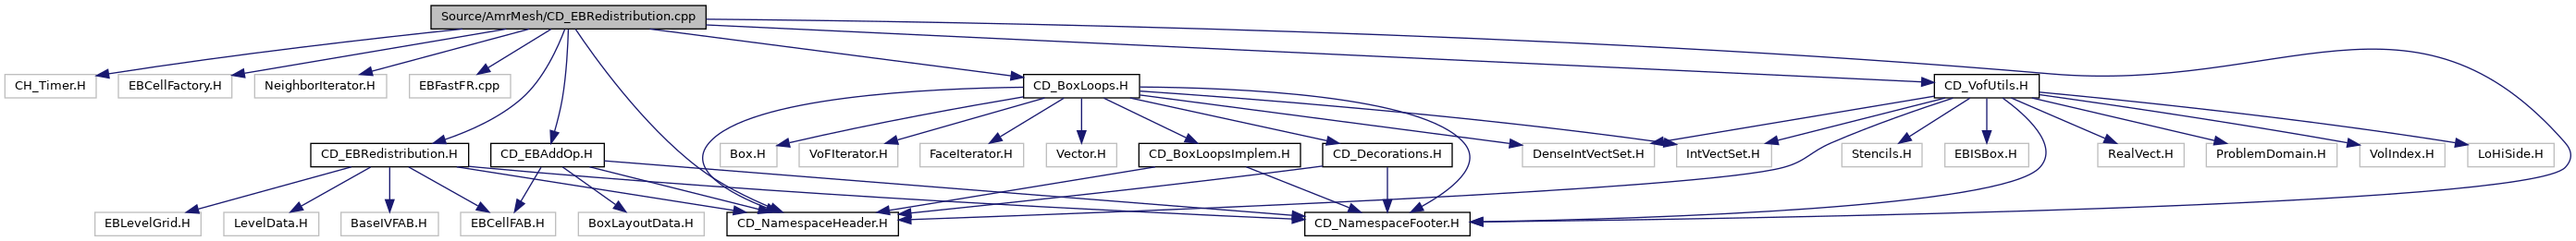 Source/AmrMesh/CD_EBRedistribution.cpp
CH_Timer.H
EBCellFactory.H
NeighborIterator.H
EBFastFR.cpp
CD_BoxLoops.H
CD_VofUtils.H
CD_EBRedistribution.H
CD_EBAddOp.H
Box.H
VoFIterator.H
FaceIterator.H
Vector.H
CD_BoxLoopsImplem.H
CD_Decorations.H
DenseIntVectSet.H
IntVectSet.H
Stencils.H
EBISBox.H
RealVect.H
ProblemDomain.H
VolIndex.H
LoHiSide.H
EBLevelGrid.H
LevelData.H
BaseIVFAB.H
EBCellFAB.H
BoxLayoutData.H
CD_NamespaceHeader.H
CD_NamespaceFooter.H